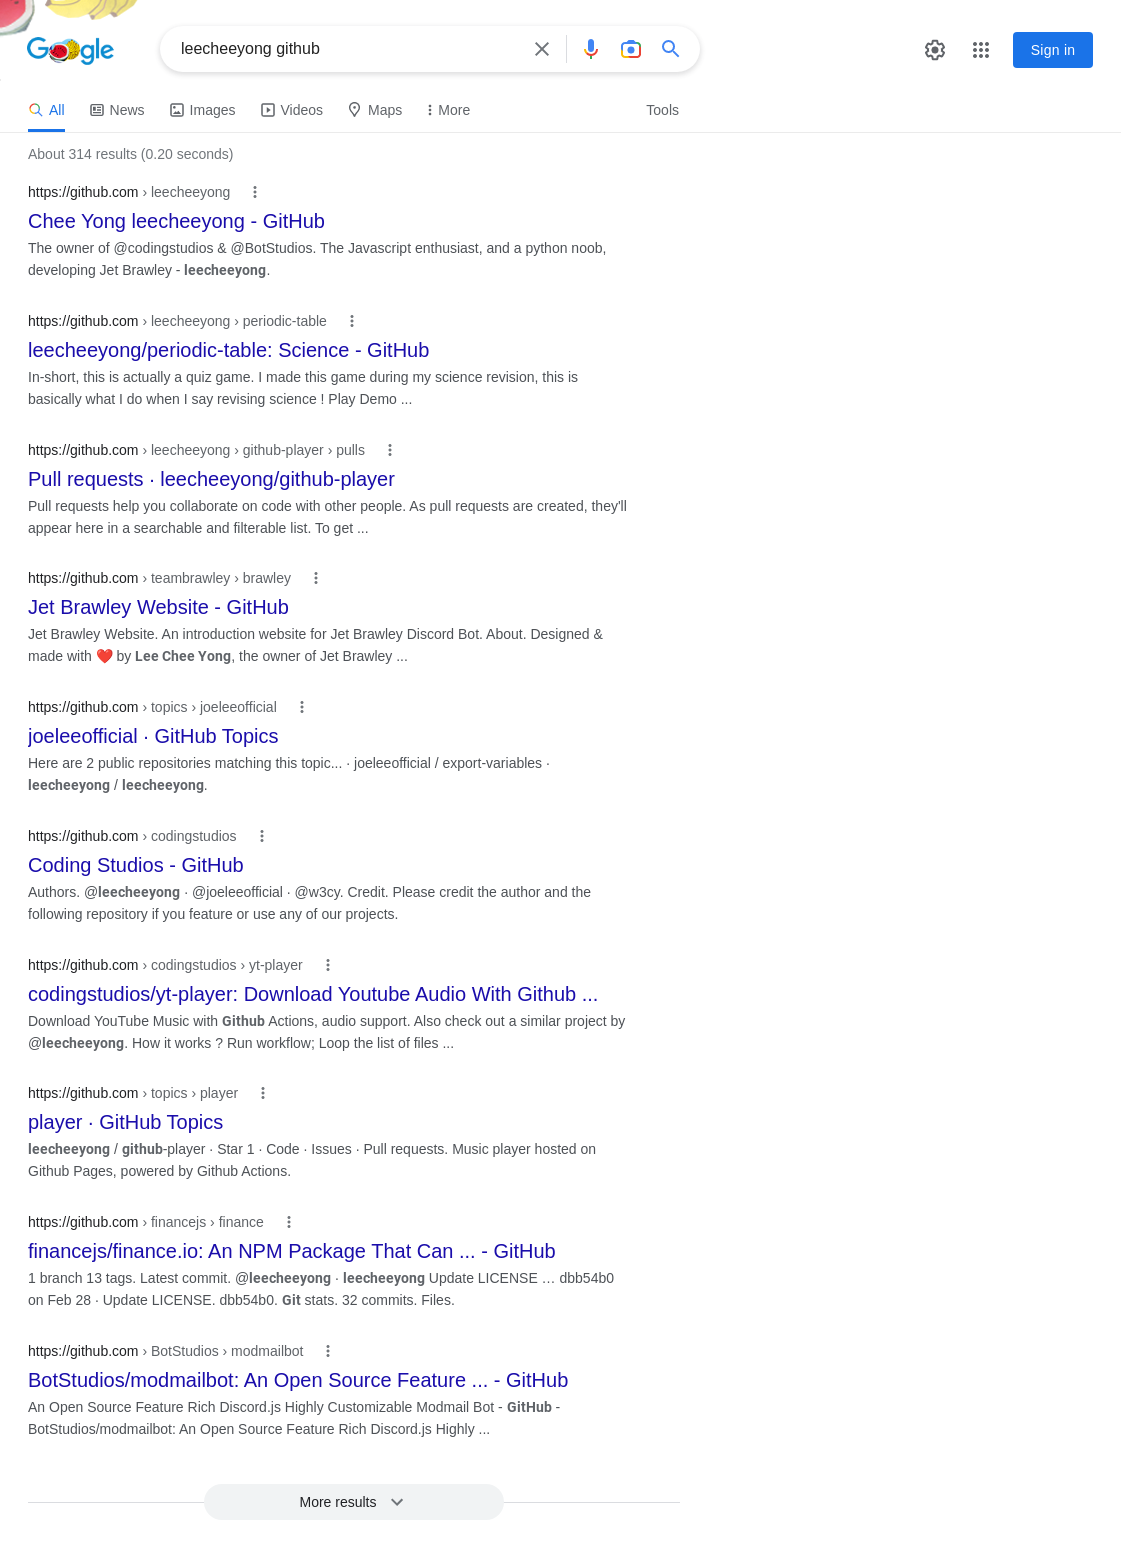 Google
leecheeyong github
Sign in
All News Images Videos Maps More Tools
About 314 results (0.20 seconds)
https://github.com › leecheeyong
Chee Yong leecheeyong - GitHub
The owner of @codingstudios & @BotStudios. The Javascript enthusiast, and a python noob,
developing Jet Brawley - leecheeyong.
https://github.com › leecheeyong › periodic-table
leecheeyong/periodic-table: Science - GitHub
In-short, this is actually a quiz game. I made this game during my science revision, this is
basically what I do when I say revising science ! Play Demo ...
https://github.com › leecheeyong › github-player › pulls
Pull requests · leecheeyong/github-player
Pull requests help you collaborate on code with other people. As pull requests are created, they'll
appear here in a searchable and filterable list. To get ...
https://github.com › teambrawley › brawley
Jet Brawley Website - GitHub
Jet Brawley Website. An introduction website for Jet Brawley Discord Bot. About. Designed &
made with ❤️ by Lee Chee Yong, the owner of Jet Brawley ...
https://github.com › topics › joeleeofficial
joeleeofficial · GitHub Topics
Here are 2 public repositories matching this topic... · joeleeofficial / export-variables ·
leecheeyong / leecheeyong.
https://github.com › codingstudios
Coding Studios - GitHub
Authors. @leecheeyong · @joeleeofficial · @w3cy. Credit. Please credit the author and the
following repository if you feature or use any of our projects.
https://github.com › codingstudios › yt-player
codingstudios/yt-player: Download Youtube Audio With Github ...
Download YouTube Music with Github Actions, audio support. Also check out a similar project by
@leecheeyong. How it works ? Run workflow; Loop the list of files ...
https://github.com › topics › player
player · GitHub Topics
leecheeyong / github-player · Star 1 · Code · Issues · Pull requests. Music player hosted on
Github Pages, powered by Github Actions.
https://github.com › financejs › finance
financejs/finance.io: An NPM Package That Can ... - GitHub
1 branch 13 tags. Latest commit. @leecheeyong · leecheeyong Update LICENSE … dbb54b0
on Feb 28 · Update LICENSE. dbb54b0. Git stats. 32 commits. Files.
https://github.com › BotStudios › modmailbot
BotStudios/modmailbot: An Open Source Feature ... - GitHub
An Open Source Feature Rich Discord.js Highly Customizable Modmail Bot - GitHub -
BotStudios/modmailbot: An Open Source Feature Rich Discord.js Highly ...
More results